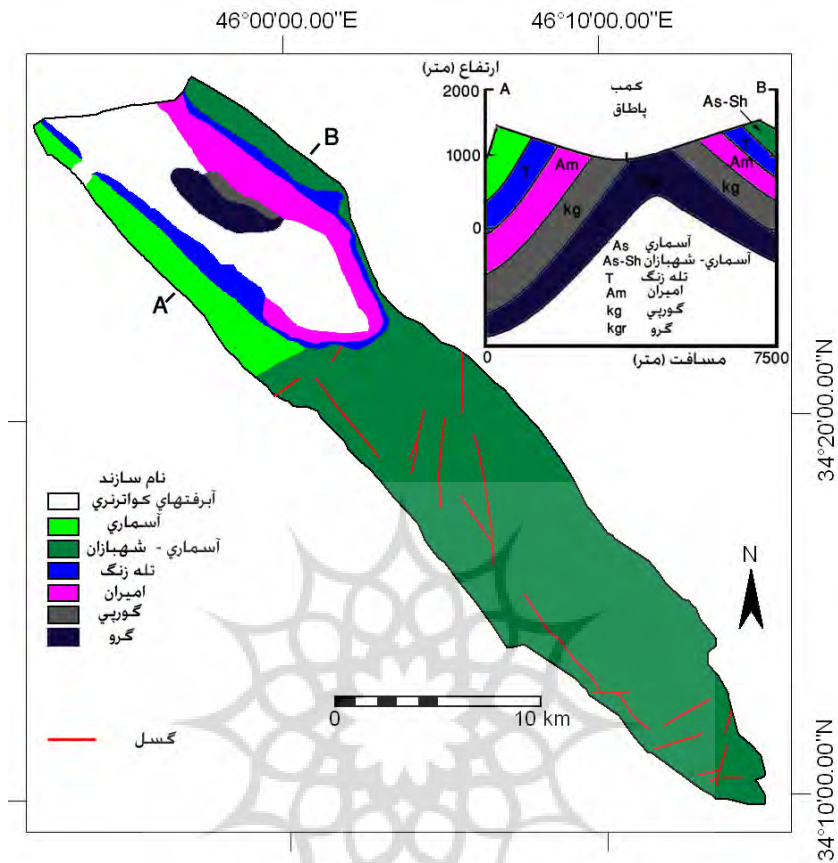 46°00'00.00"E
46°10'00.00"E
ارتفاع (متر)
2000
A
کمب
پاطاق
B
As-Sh
1000
T
Am
kg
T
Am
kg
0
As آسماري
As-Sh آسماري- شهبازان
T تله زنگ
Am اميران
kg گورپي
kgr گرو
0
مسافت (متر)
7500
B
A
34°20'00.00"N
نام سازند
آبرفتهاي کواترنري
آسماري
آسماري - شهبازان
تله زنگ
اميران
گورپي
گرو
N
0
10 km
گسل
34°10'00.00"N